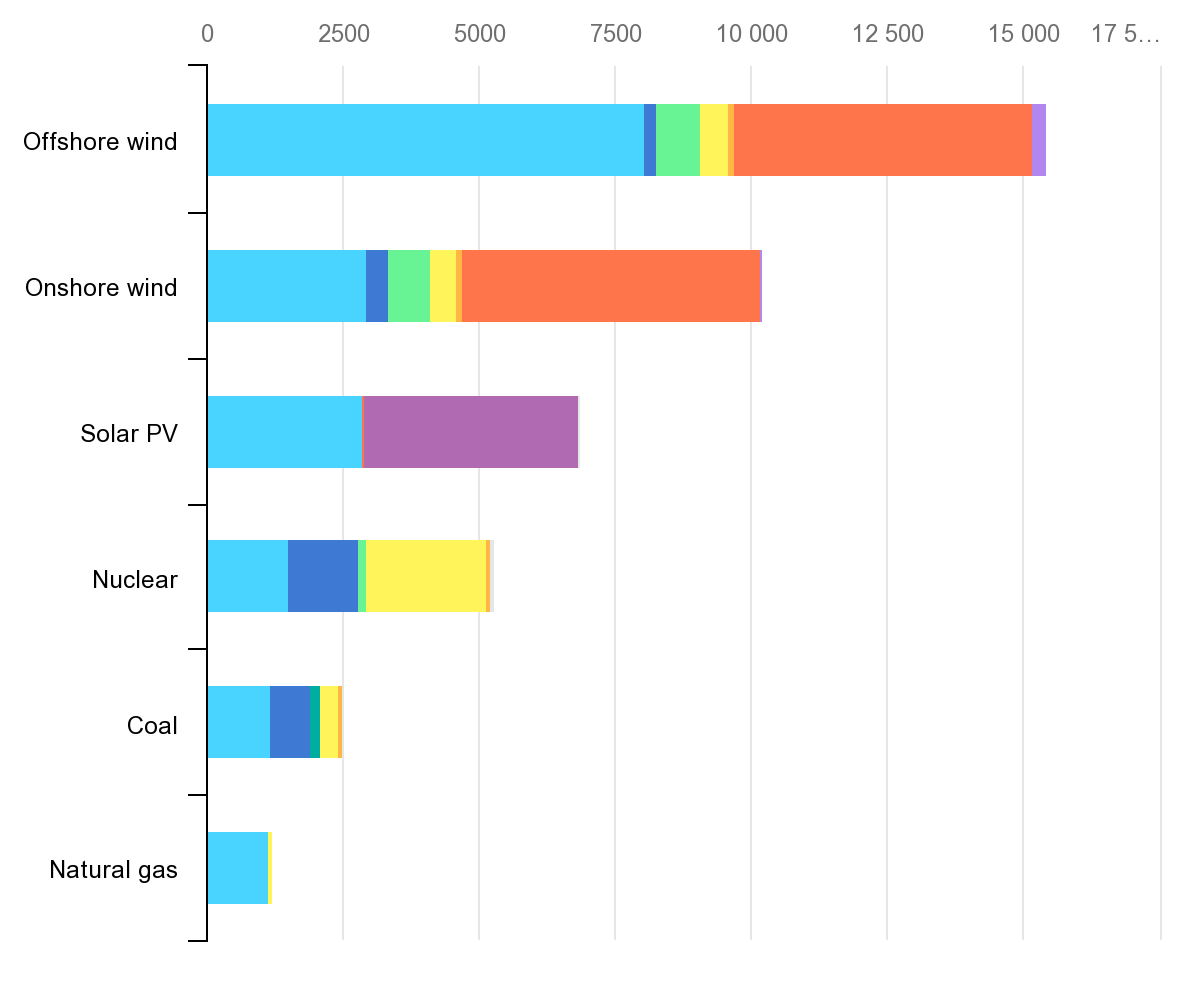 0 2500 5000 7500 10 000 12 500 15 000 17 5…
Offshore wind
Onshore wind
Solar PV
Nuclear
Coal
Natural gas